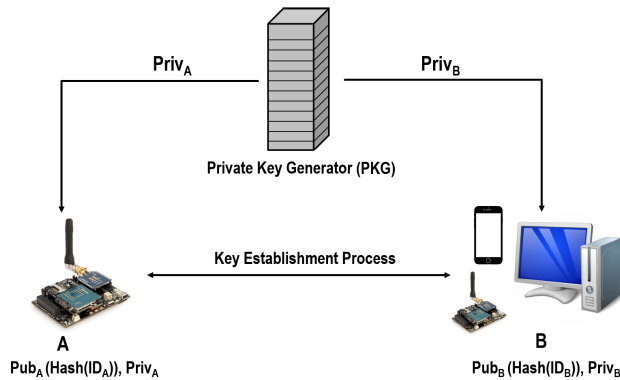 Priv_A
Priv_B
Private Key Generator (PKG)
Key Establishment Process
A
B
Pub_A (Hash(ID_A)), Priv_A
Pub_B (Hash(ID_B)), Priv_B